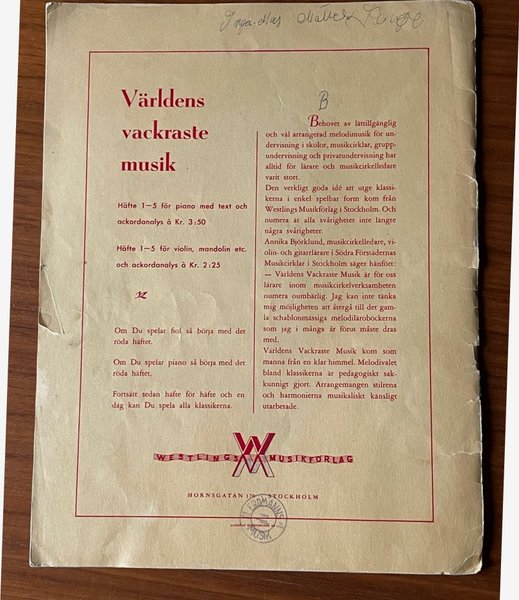 B
Världens
vackraste
musik
Häfte 1–5 för piano med text och
ackordanalys à Kr. 3:50
Häfte 1–5 för violin, mandolin etc.
och ackordanalys à Kr. 2:25
Om Du spelar fiol så börja med det
röda häftet.
Om Du spelar piano så börja med det
röda häftet.
Fortsätt sedan häfte för häfte och en
dag kan Du spela alla klassikerna.
Behovet av lättillgänglig
och väl arrangerad melodimusik för un-
dervisning i skolor, musikcirklar, grupp-
undervisning och privatundervisning har
alltid för lärare och musikcirkelledare
varit stort.
Den verkligt goda idé att utge klassi-
kerna i enkel spelbar form kom från
Westlings Musikförlag i Stockholm. Och
numera är alla svårigheter inte längre
några svårigheter.
Annika Björklund, musikcirkelledare, vi-
olin- och gitarrlärare i Södra Förstädernas
Musikcirklar i Stockholm säger härifört:
— Världens Vackraste Musik är för oss
lärare inom musikcirkelverksamheten
numera oumbärlig. Jag kan inte tänka
mig möjligheten att återgå till det gam-
la schablonmässiga melodiläroböckerna
som jag i många år förut måste dras
med.
Världens Vackraste Musik kom som
manna från en klar himmel. Melodivalet
bland klassikerna är pedagogiskt sak-
kunnigt gjort. Arrangemangen stilrena
och harmonierna musikaliskt känsligt
utarbetade.
WESTLINGS MUSIKFÖRLAG
HORNSGATAN STOCKHOLM
MUSIK